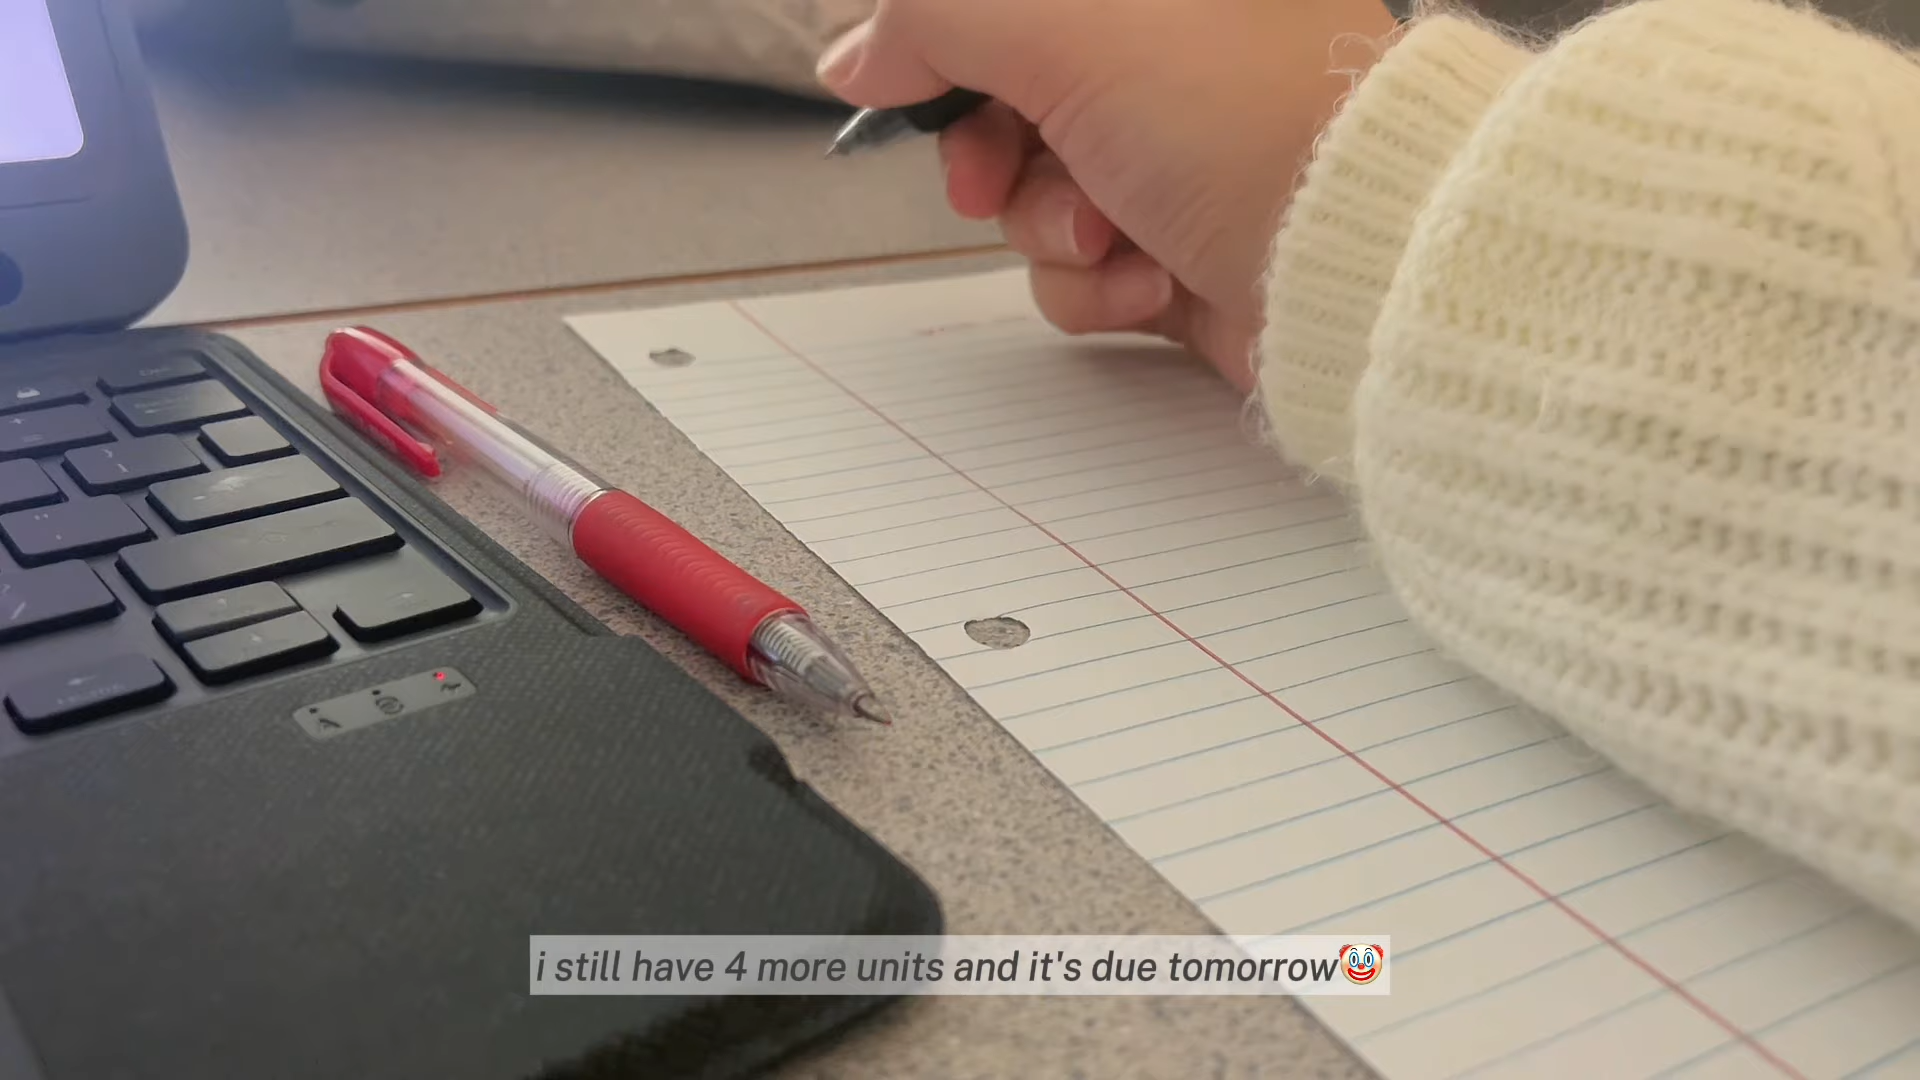 i still have 4 more units and it's due tomorrow🤡